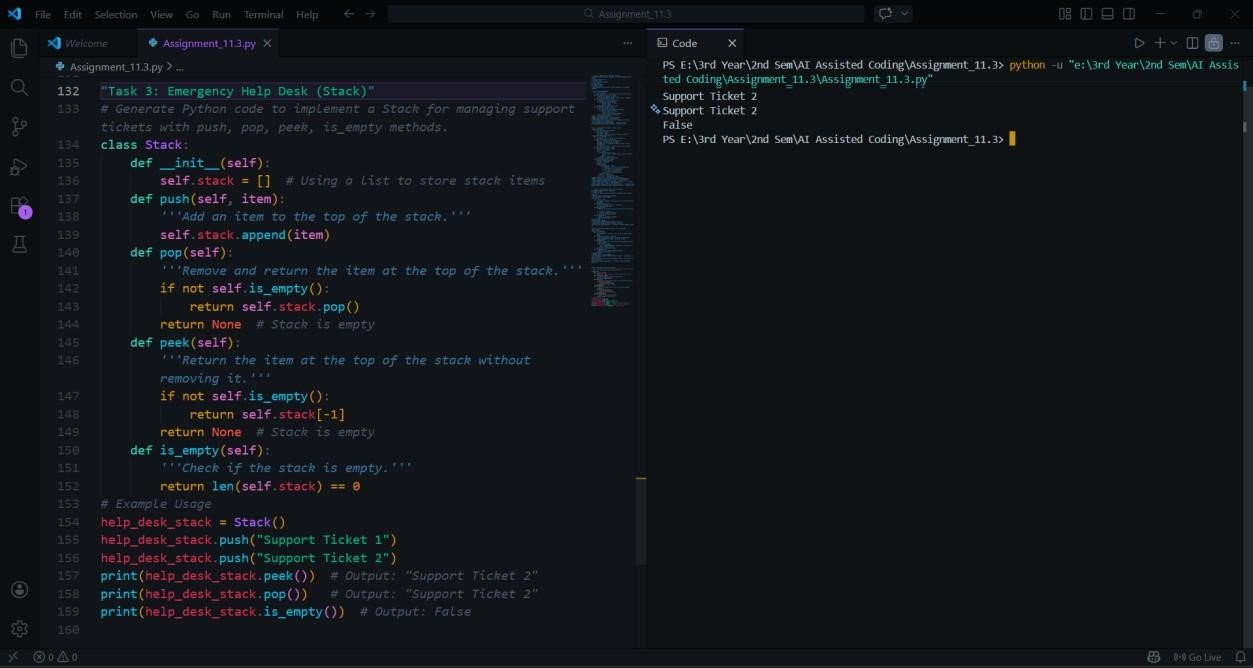 File Edit Selection View Go Run Terminal Help
Assignment_11.3
Welcome
Assignment_11.3.py
Assignment_11.3.py > ...
132 "Task 3: Emergency Help Desk (Stack)"
133 # Generate Python code to implement a Stack for managing support
tickets with push, pop, peek, is_empty methods.
134 class Stack:
135 def __init__(self):
136 self.stack = [] # Using a list to store stack items
137 def push(self, item):
138 '''Add an item to the top of the stack.'''
139 self.stack.append(item)
140 def pop(self):
141 '''Remove and return the item at the top of the stack.'''
142 if not self.is_empty():
143 return self.stack.pop()
144 return None # Stack is empty
145 def peek(self):
146 '''Return the item at the top of the stack without
removing it.'''
147 if not self.is_empty():
148 return self.stack[-1]
149 return None # Stack is empty
150 def is_empty(self):
151 '''Check if the stack is empty.'''
152 return len(self.stack) == 0
153 # Example Usage
154 help_desk_stack = Stack()
155 help_desk_stack.push("Support Ticket 1")
156 help_desk_stack.push("Support Ticket 2")
157 print(help_desk_stack.peek()) # Output: "Support Ticket 2"
158 print(help_desk_stack.pop()) # Output: "Support Ticket 2"
159 print(help_desk_stack.is_empty()) # Output: False
160
Code
PS E:\3rd Year\2nd Sem\AI Assisted Coding\Assignment_11.3> python -u "e:\3rd Year\2nd Sem\AI Assis
ted Coding\Assignment_11.3\Assignment_11.3.py"
Support Ticket 2
Support Ticket 2
False
PS E:\3rd Year\2nd Sem\AI Assisted Coding\Assignment_11.3>
1
0 0
Go Live